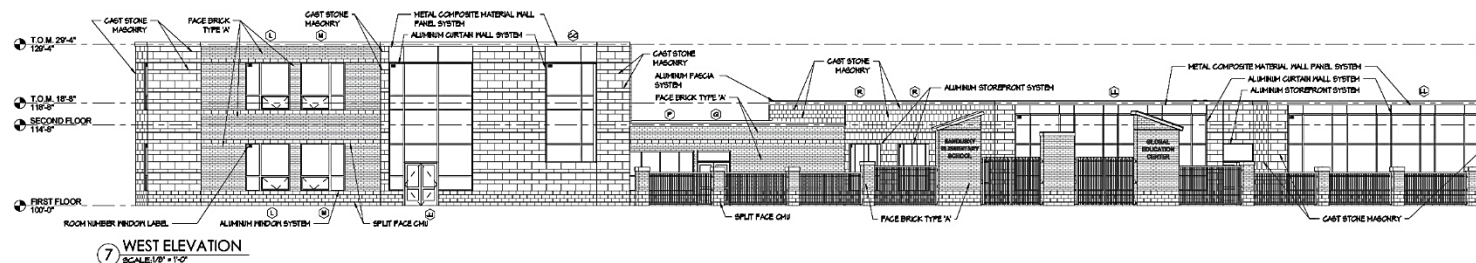 CAST STONE
MASONRY
FACE BRICK
TYPE 'A'
CAST STONE
MASONRY
METAL COMPOSITE MATERIAL WALL
PANEL SYSTEM
ALUMINUM CURTAIN WALL SYSTEM
L
M
CAST STONE
MASONRY
ALUMINUM FASCIA
SYSTEM
FACE BRICK TYPE 'A'
CAST STONE
MASONRY
ALUMINUM STOREFRONT SYSTEM
METAL COMPOSITE MATERIAL WALL PANEL SYSTEM
ALUMINUM CURTAIN WALL SYSTEM
ALUMINUM STOREFRONT SYSTEM
CAST STONE
MASONRY
R
R
LL
LL
P
G
T.O.M. 29'-4"
129'-4"
T.O.M. 18'-8"
118'-8"
SECOND FLOOR
114'-8"
FIRST FLOOR
100'-0"
ELEMENTARY
SCHOOL
GLOBAL
EDUCATION
CENTER
ROOM NUMBER WINDOW LABEL
L
ALUMINUM WINDOW SYSTEM
M
SPLIT FACE CMU
SPLIT FACE CMU
FACE BRICK TYPE 'A'
CAST STONE MASONRY
7 WEST ELEVATION
SCALE:1/8" = 1'-0"